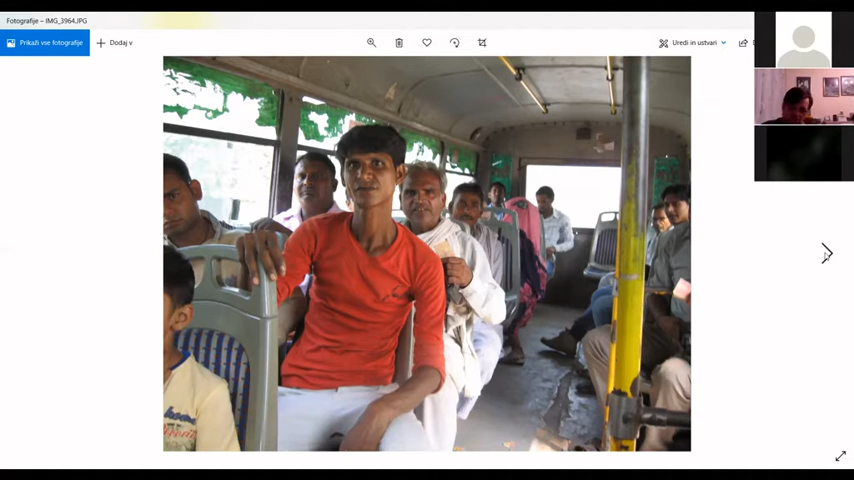 Fotografije – IMG_3964.JPG
Prikaži vse fotografije
Dodaj v
Uredi in ustvari